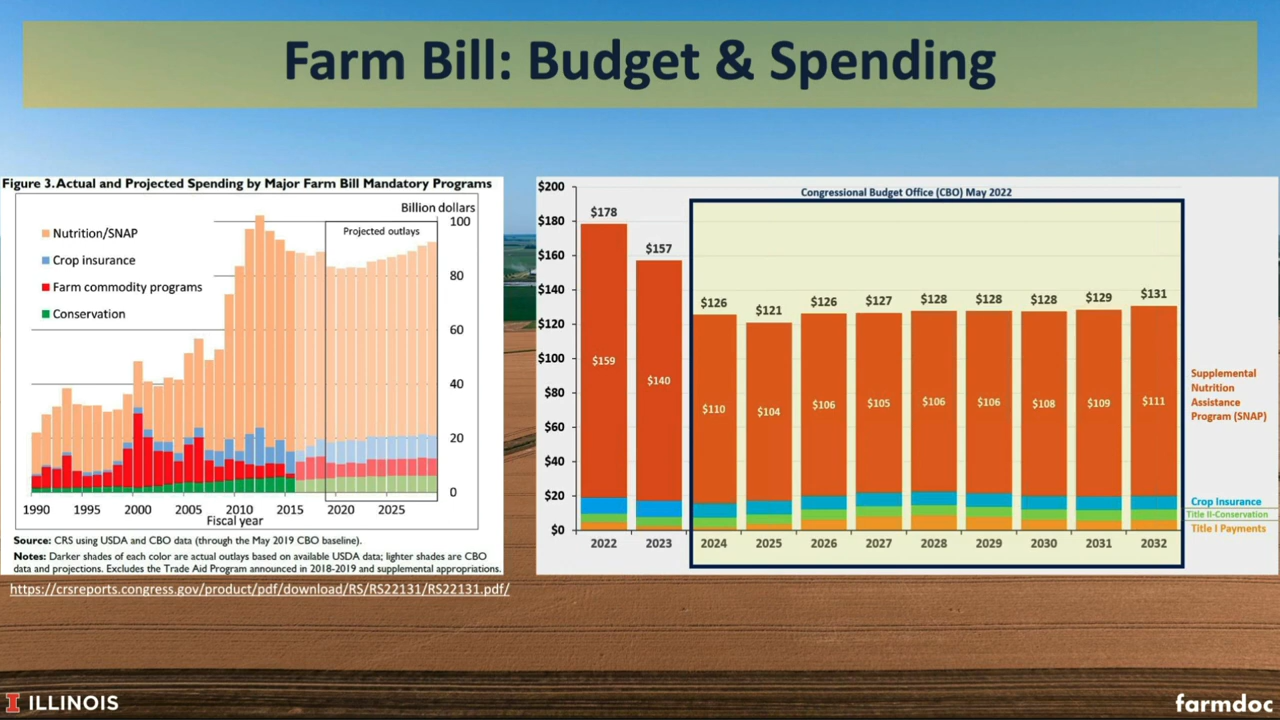 Farm Bill: Budget & Spending
Figure 3. Actual and Projected Spending by Major Farm Bill Mandatory Programs
Billion dollars
Nutrition/SNAP
Crop insurance
Farm commodity programs
Conservation
Projected outlays
100
80
60
40
20
0
1990 1995 2000 2005 2010 2015 2020 2025
Fiscal year
Source: CRS using USDA and CBO data (through the May 2019 CBO baseline).
Notes: Darker shades of each color are actual outlays based on available USDA data; lighter shades are CBO
data and projections. Excludes the Trade Aid Program announced in 2018-2019 and supplemental appropriations.
https://crsreports.congress.gov/product/pdf/download/RS/RS22131/RS22131.pdf/
Congressional Budget Office (CBO) May 2022
$200
$180
$160
$140
$120
$100
$80
$60
$40
$20
$0
$178 $157 $126 $121 $126 $127 $128 $128 $128 $129 $131
$159 $140 $110 $104 $106 $105 $106 $106 $108 $109 $111
2022 2023 2024 2025 2026 2027 2028 2029 2030 2031 2032
Supplemental
Nutrition
Assistance
Program (SNAP)
Crop Insurance
Title II-Conservation
Title I Payments
I ILLINOIS
farmdoc